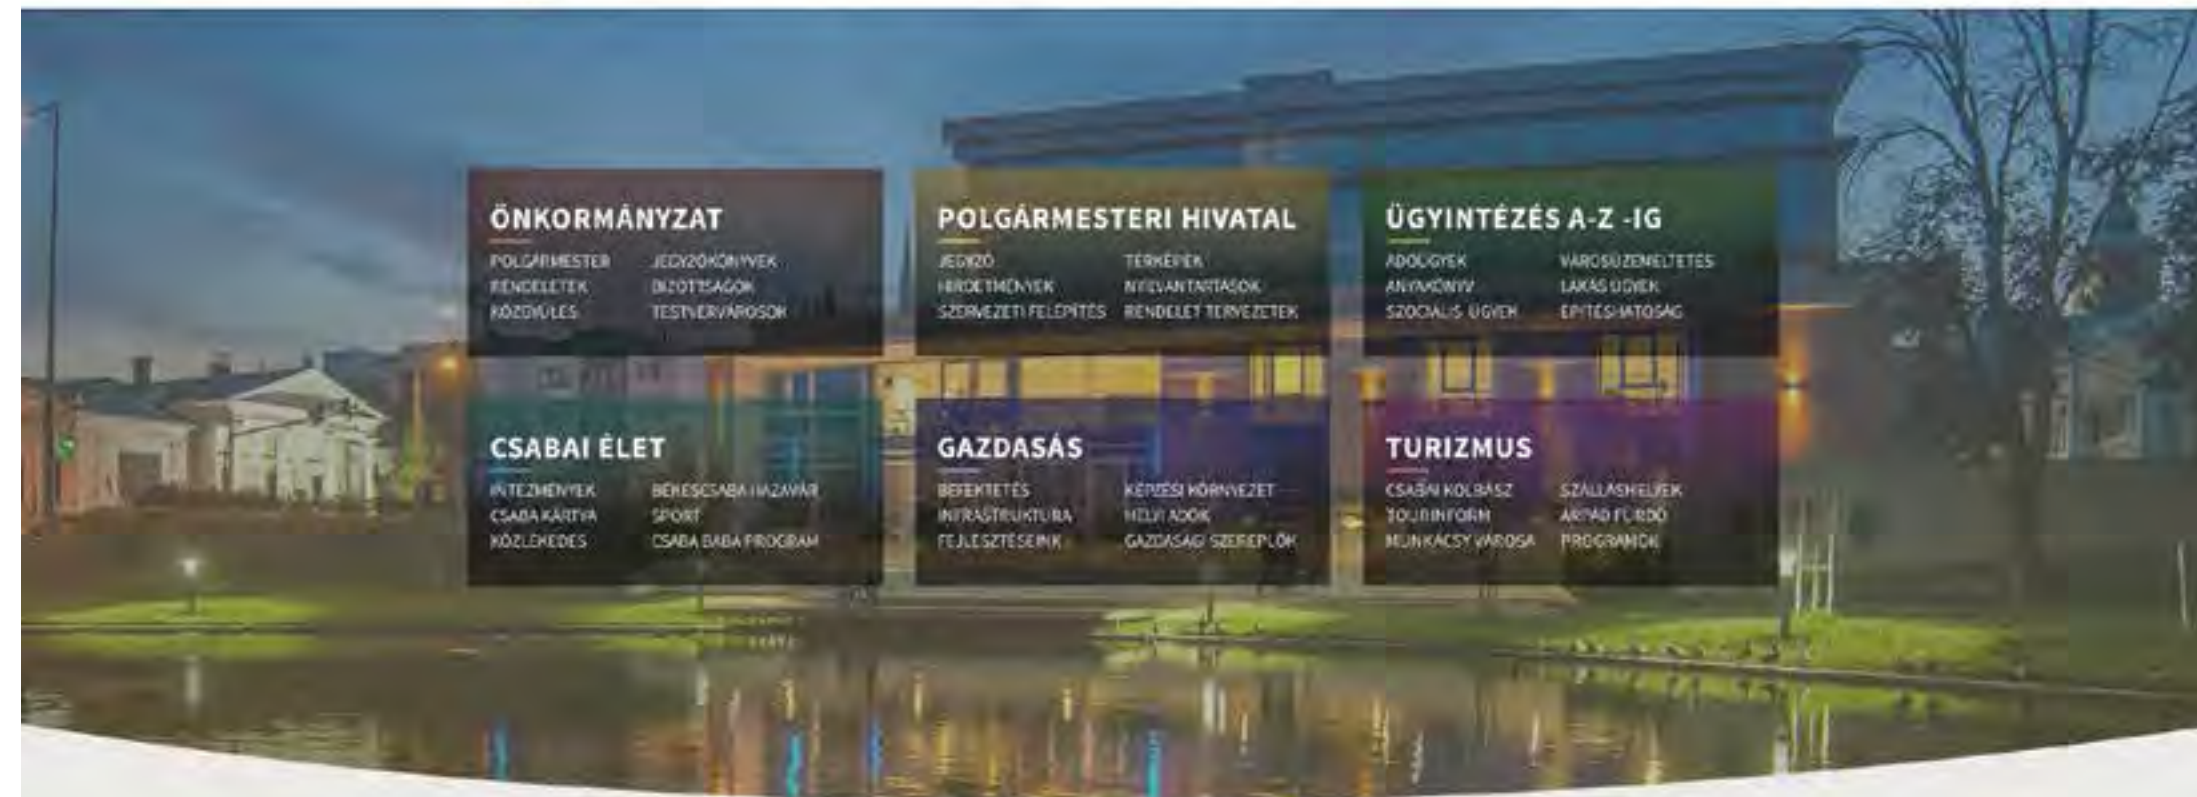 ÖNKORMÁNYZAT
POLGÁRMESTER JEGYZŐKÖNYVEK
RENDELETEK BIZOTTSÁGOK
KÖZGYŰLÉS TESTVÉRVÁROSOK
POLGÁRMESTERI HIVATAL
JEGYZŐ TÉRKÉPEK
HIRDETMÉNYEK NYILVÁNTARTÁSOK
SZERVEZETI FELÉPÍTÉS RENDELET TERVEZETEK
ÜGYINTÉZÉS A-Z -IG
ADÓÜGYEK VÁROSÜZEMELTETÉS
ANYAKÖNYV LAKÁS ÜGYEK
SZOCIÁLIS ÜGYEK ÉPÍTÉSHATÓSÁG
CSABAI ÉLET
INTÉZMÉNYEK BÉKÉSCSABA HAZAVÁR
CSABA KÁRTYA SPORT
KÖZLEKEDÉS CSABA BABA PROGRAM
GAZDASÁS
BEFEKTETÉS KÉPZÉSI KÖRNYEZET
INFRASTRUKTÚRA HELYI ADÓK
FEJLESZTÉSEINK GAZDASÁGI SZEREPLŐK
TURIZMUS
CSABAI KOLBÁSZ SZÁLLÁSHELYEK
TOURINFORM ÁRPÁD FÜRDŐ
MUNKÁCSY VÁROSA PROGRAMOK